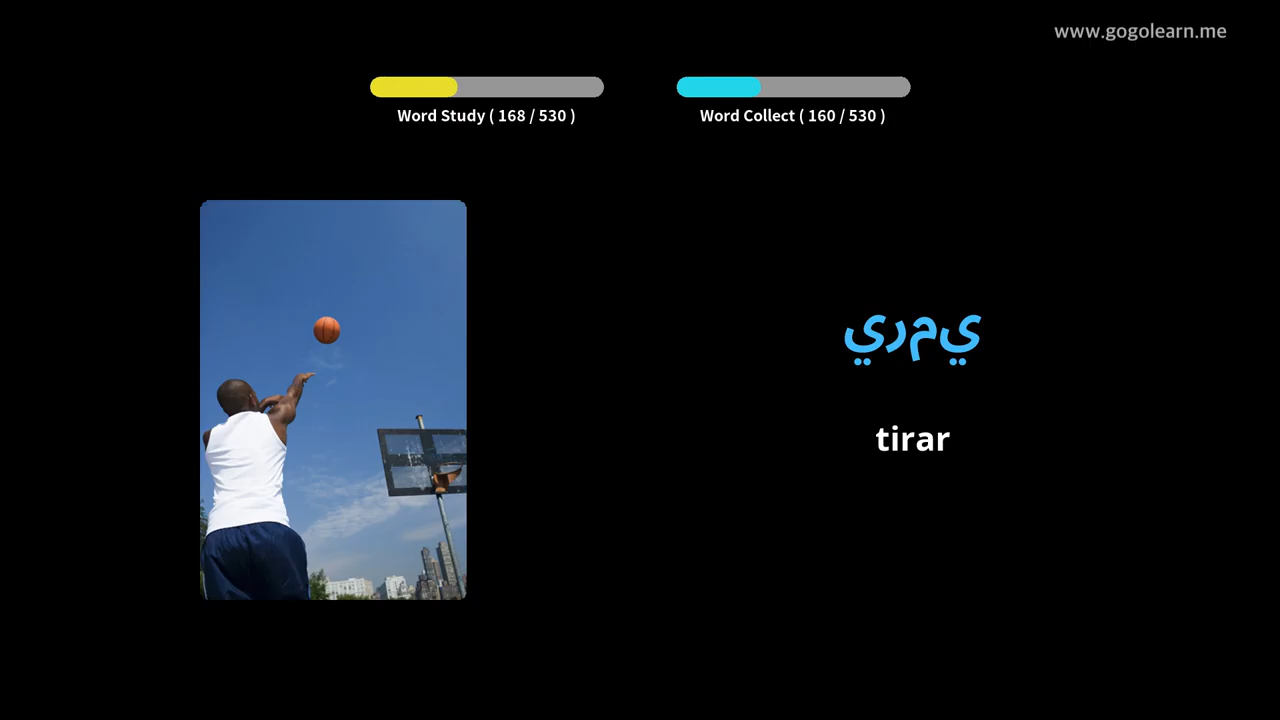 www.gogolearn.me
Word Study ( 168 / 530 )
Word Collect ( 160 / 530 )
يرمي
tirar